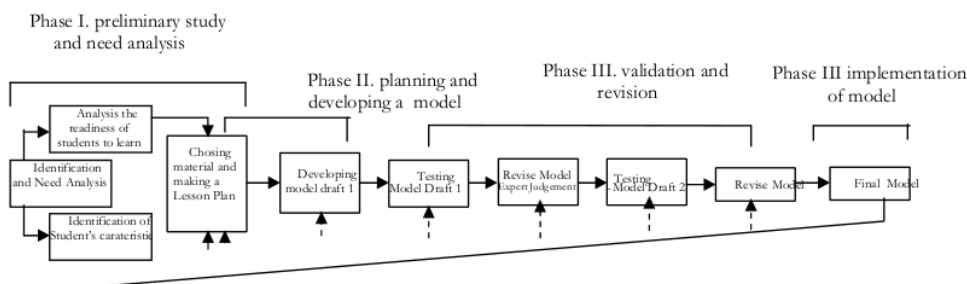 Phase I. preliminary study
and need analysis
Phase II. planning and
developing a model
Phase III. validation and
revision
Phase III implementation
of model
Analysis the
readiness of
students to learn
Identification
and Need Analysis
Identification of
Student's carateristic
Chosing
material and
making a
Lesson Plan
Developing
model draft 1
Testing
Model Draft 1
Revise Model
Expert Judgement
Testing
Model Draft 2
Revise Model
Final Model